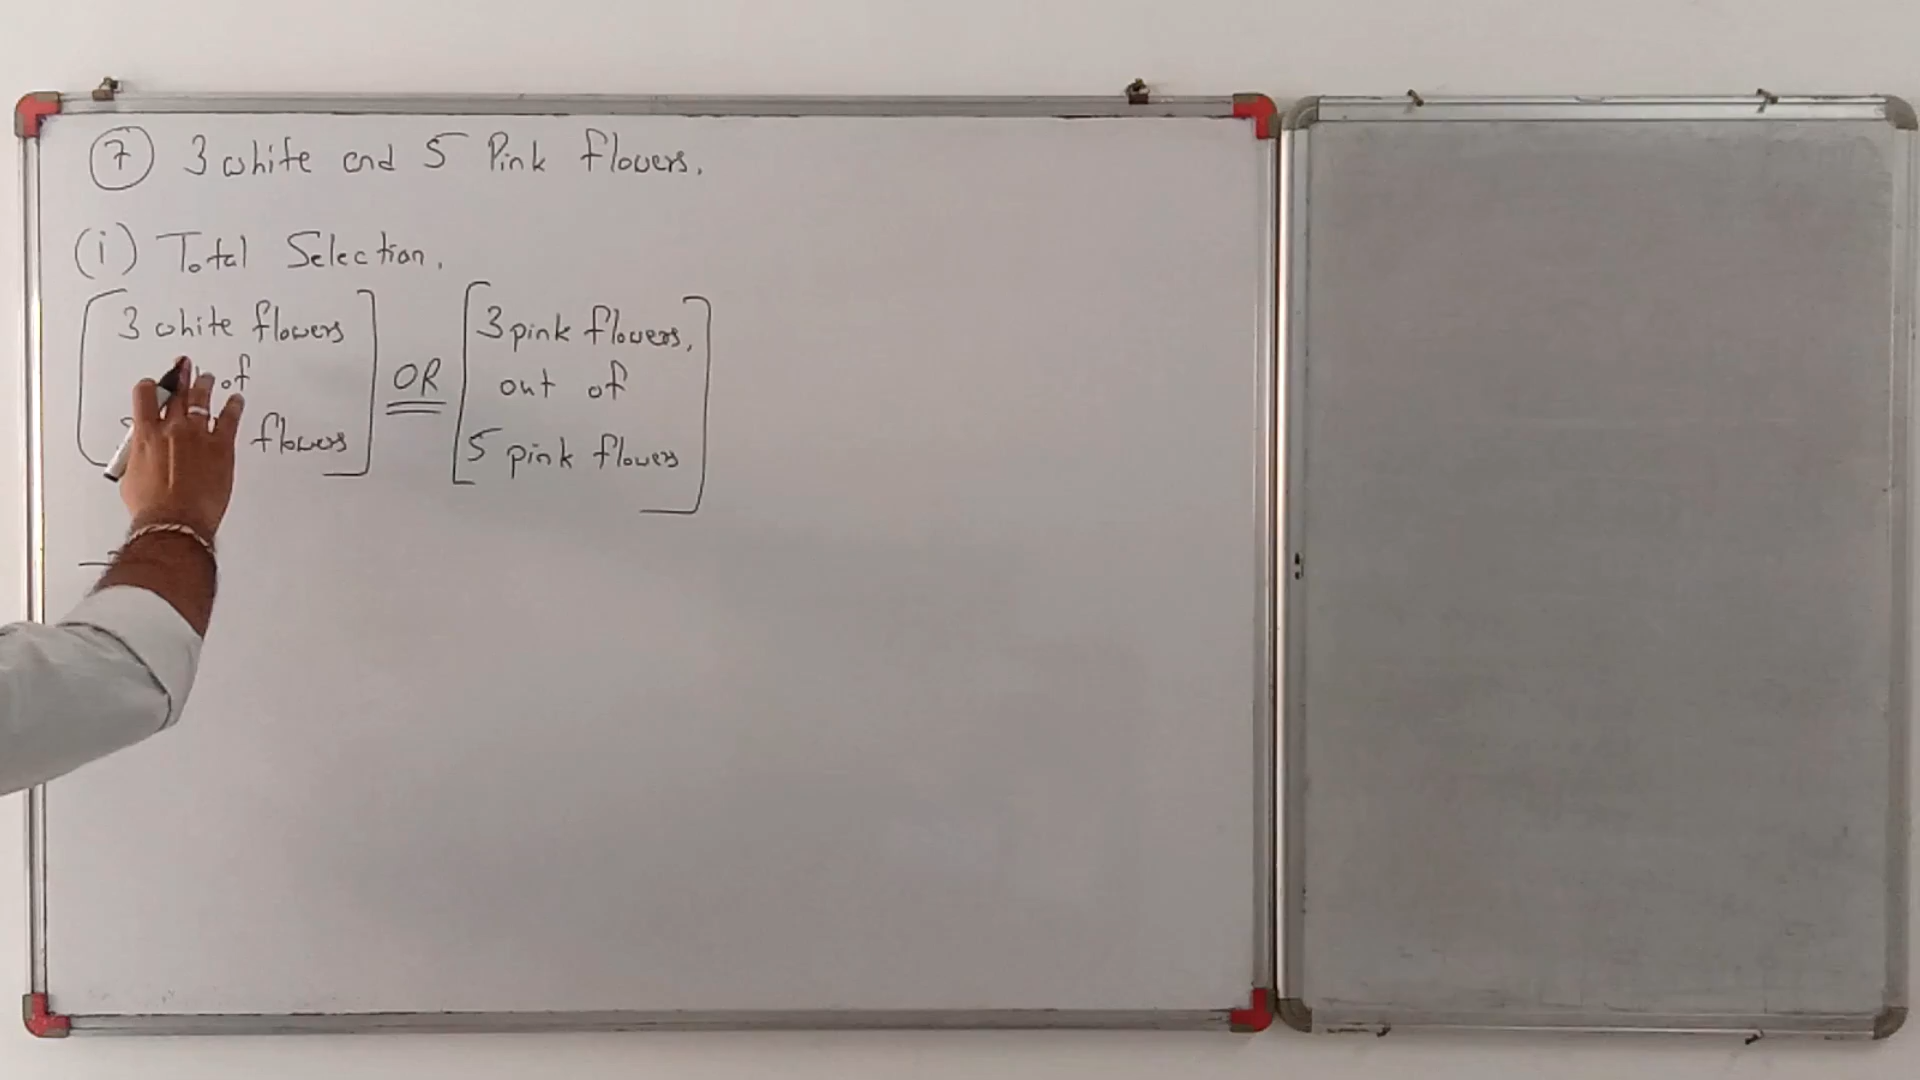 7 3 white and 5 Pink flowers.
(i) Total Selection.
3 white flowers
of
flowers
OR
3 pink flowers,
out of
5 pink flowers